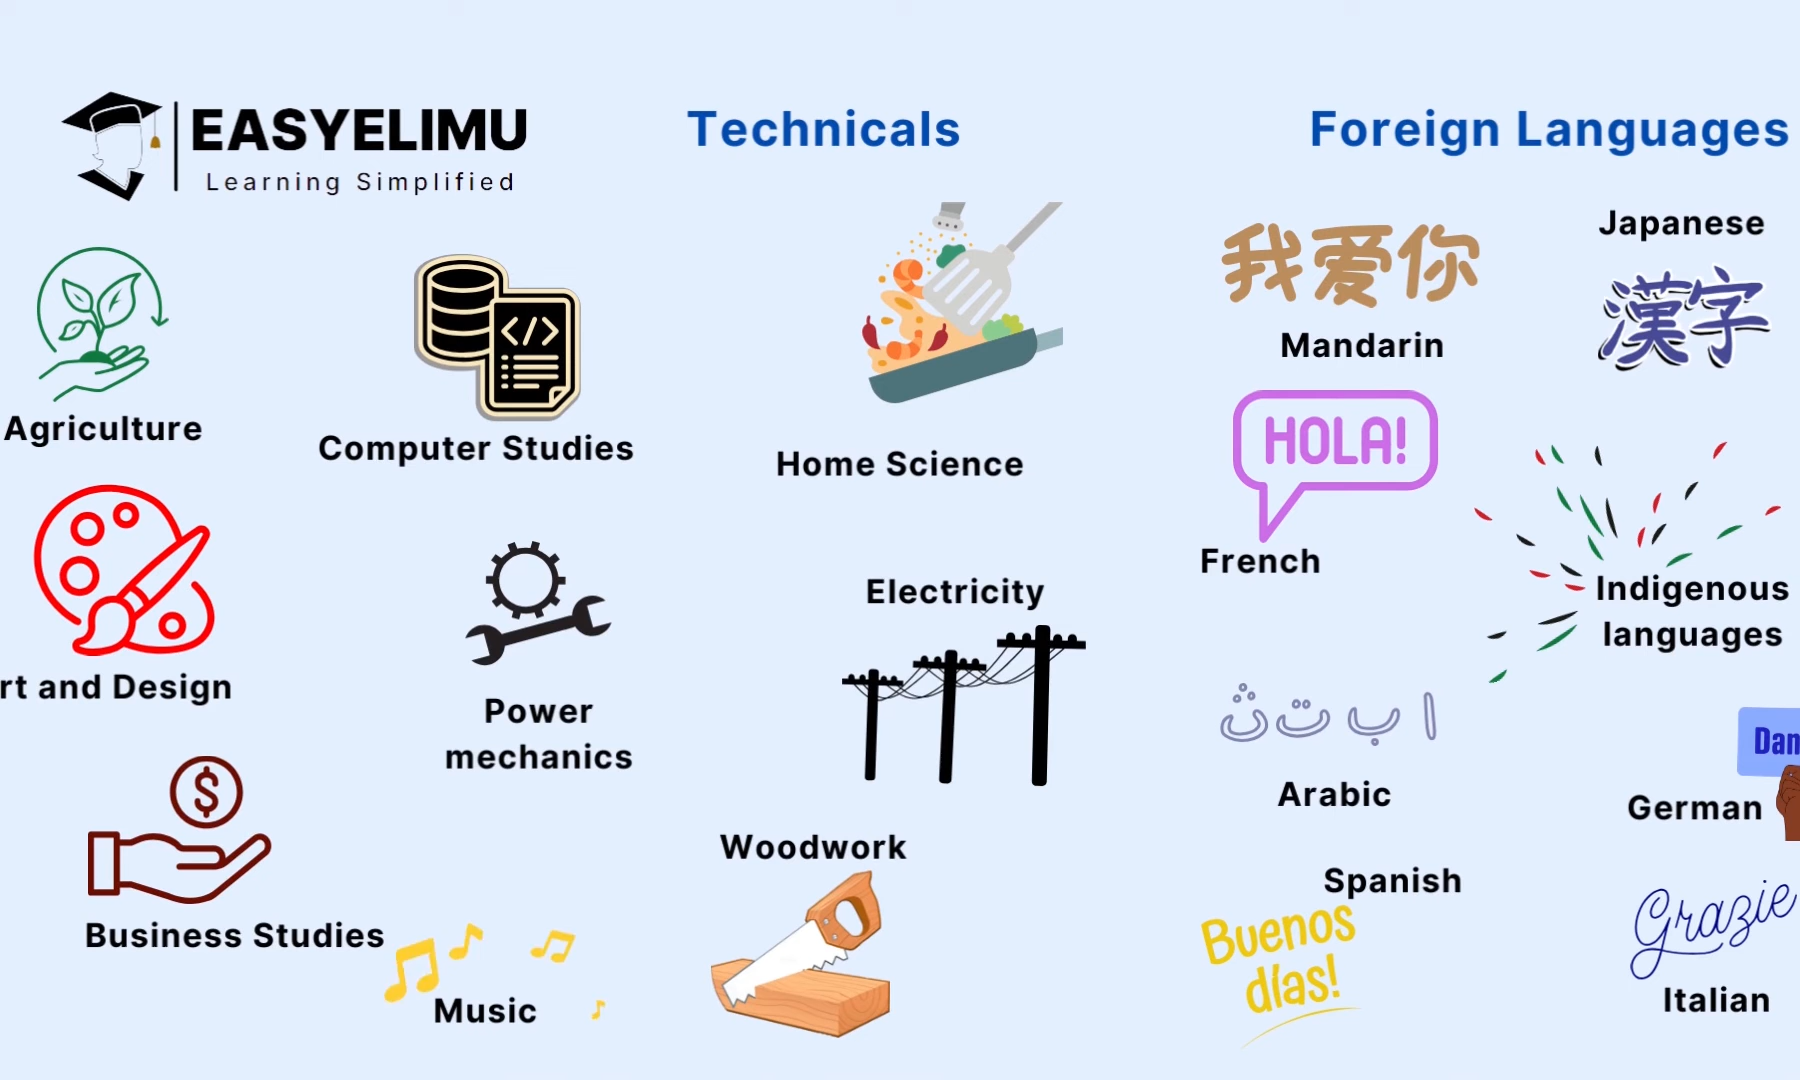 EASYELIMU
Learning Simplified
Technicals
Foreign Languages
Agriculture
Computer Studies
Home Science
我爱你
Mandarin
Japanese
漢字
HOLA!
French
rt and Design
Power
mechanics
Electricity
Indigenous
languages
ا ب ت ث
Arabic
Dan
German
$
Business Studies
Music
Woodwork
Spanish
Buenos
días!
Grazie
Italian